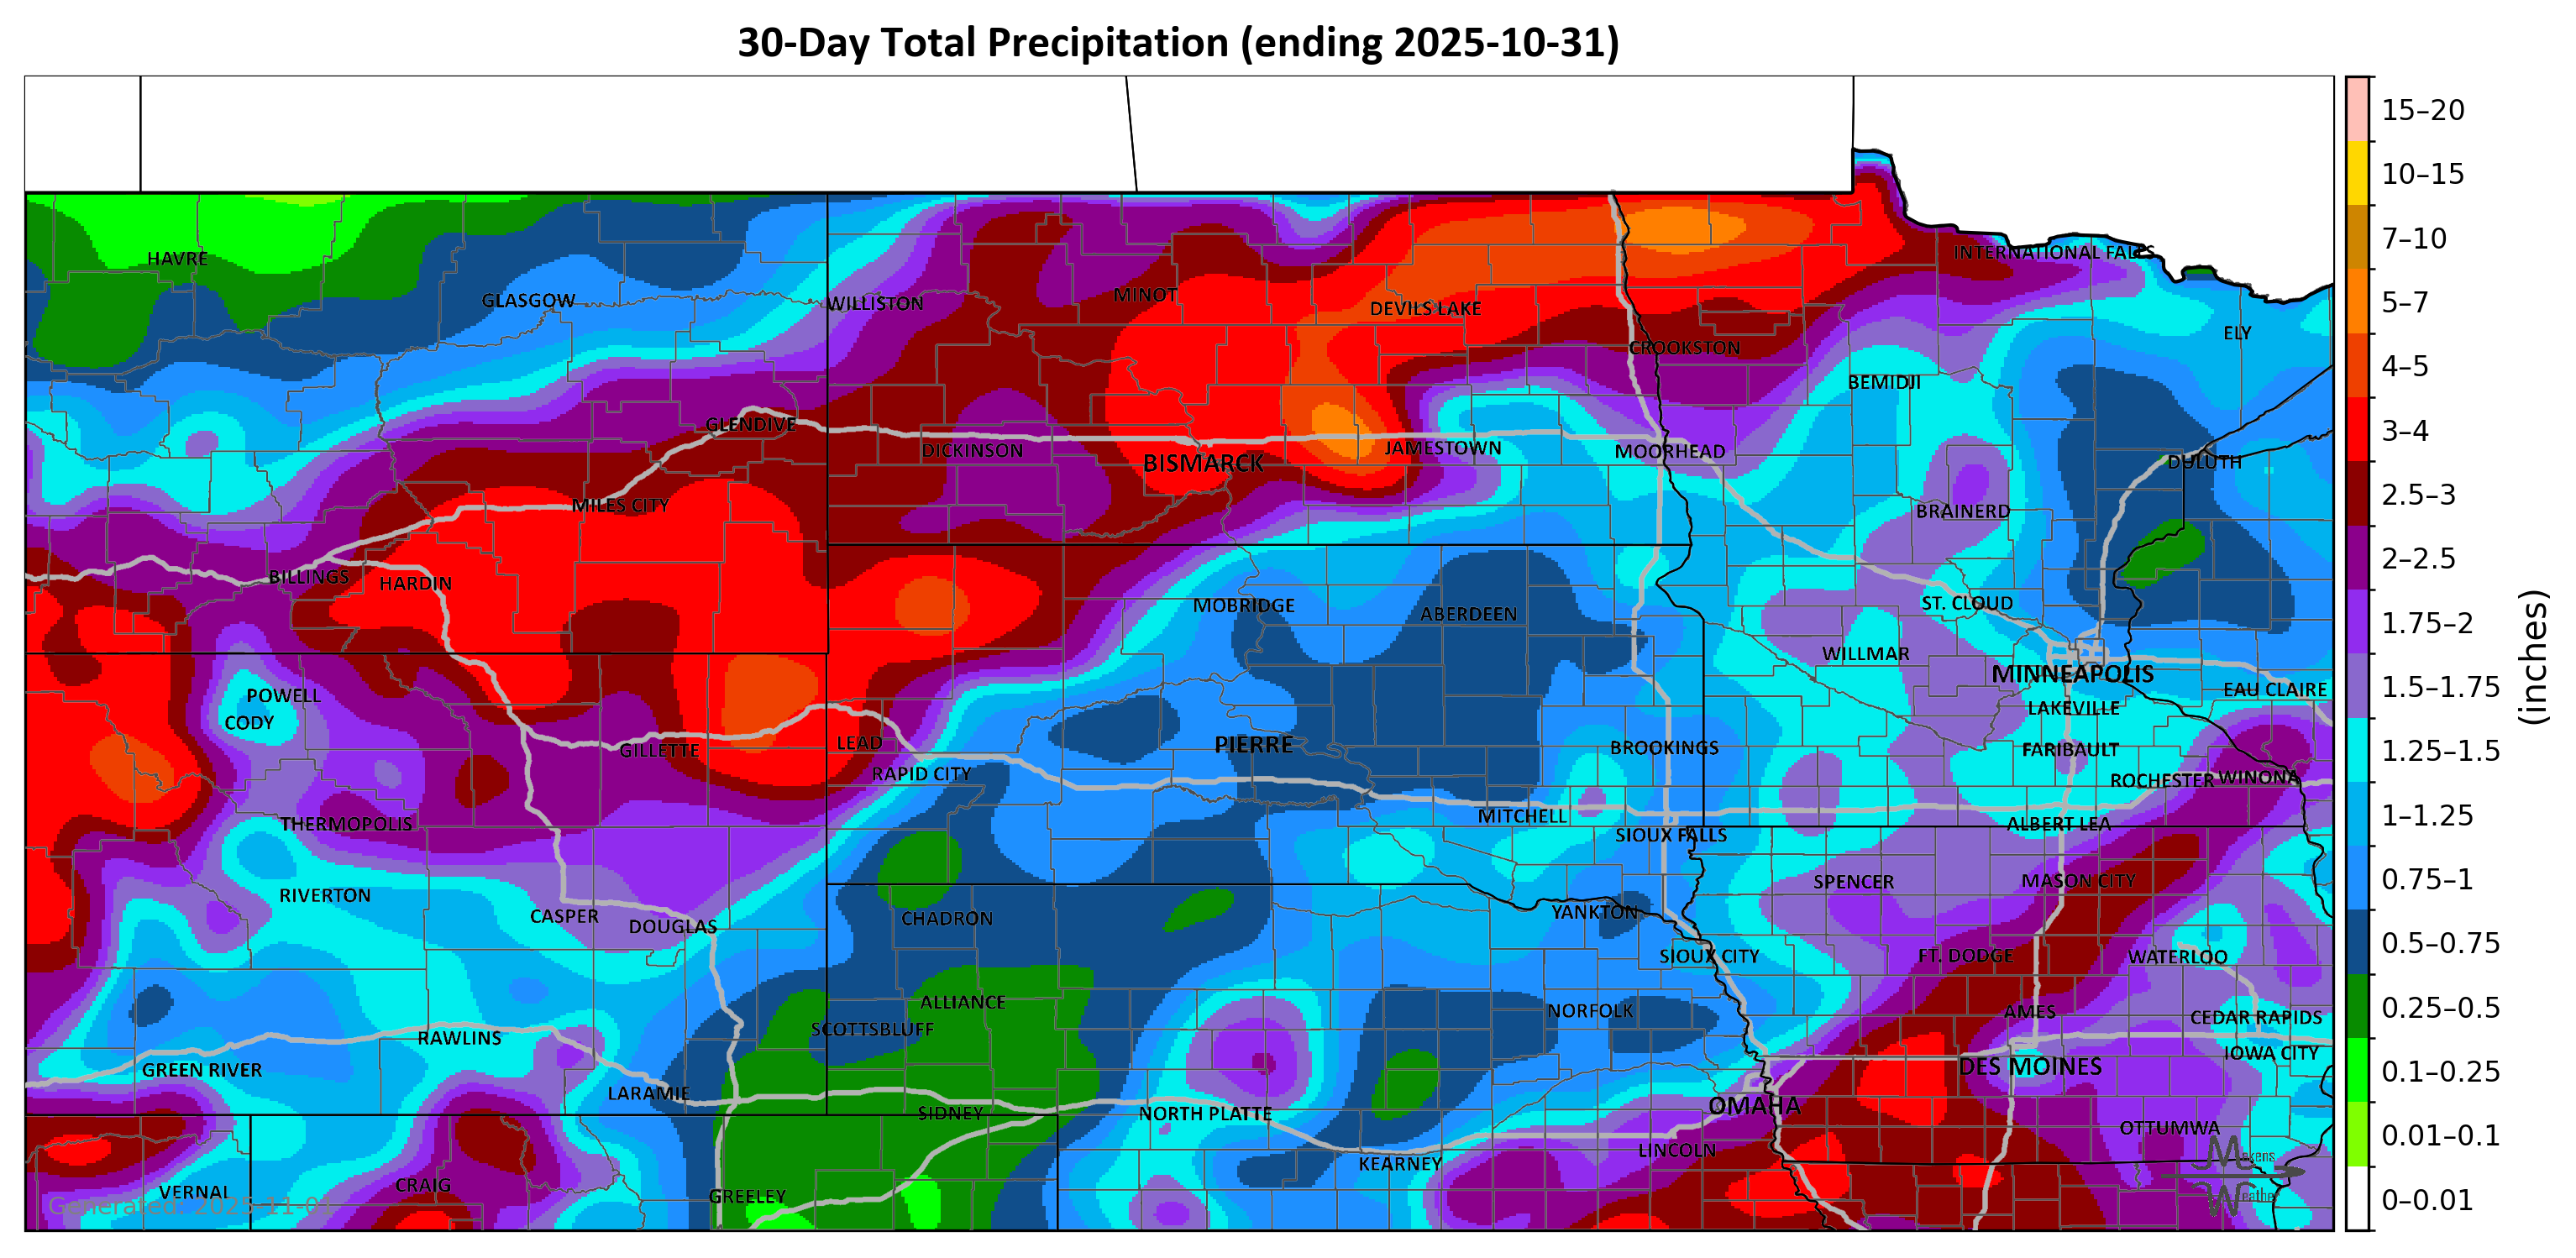 30-Day Total Precipitation (ending 2025-10-31)
15–20
10–15
7–10
5–7
4–5
3–4
2.5–3
2–2.5
1.75–2
1.5–1.75
1.25–1.5
1–1.25
0.75–1
0.5–0.75
0.25–0.5
0.1–0.25
0.01–0.1
0–0.01
(inches)
HAVRE
INTERNATIONAL FALLS
GLASGOW
WILLISTON
MINOT
DEVILS LAKE
ELY
CROOKSTON
BEMIDJI
GLENDIVE
DICKINSON
BISMARCK
JAMESTOWN
MOORHEAD
DULUTH
MILES CITY
BRAINERD
BILLINGS
HARDIN
MOBRIDGE
ABERDEEN
ST. CLOUD
WILLMAR
MINNEAPOLIS
POWELL
EAU CLAIRE
CODY
LAKEVILLE
GILLETTE
LEAD
PIERRE
BROOKINGS
FARIBAULT
RAPID CITY
ROCHESTER
WINONA
THERMOPOLIS
MITCHELL
SIOUX FALLS
ALBERT LEA
RIVERTON
SPENCER
MASON CITY
CASPER
DOUGLAS
CHADRON
YANKTON
SIOUX CITY
FT. DODGE
WATERLOO
ALLIANCE
NORFOLK
AMES
SCOTTSBLUFF
CEDAR RAPIDS
RAWLINS
IOWA CITY
GREEN RIVER
DES MOINES
LARAMIE
SIDNEY
NORTH PLATTE
OMAHA
OTTUMWA
LINCOLN
KEARNEY
VERNAL
CRAIG
GREELEY
Generated: 2025-11-01
Makens
Weather